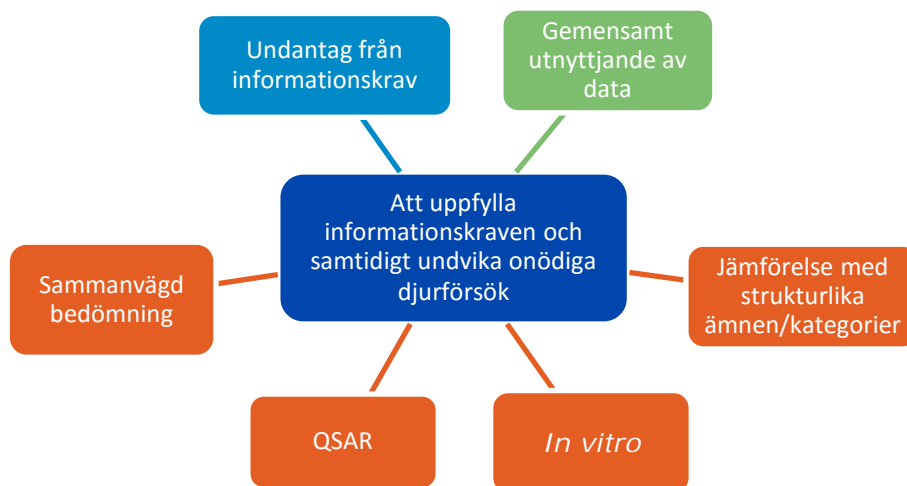 Undantag från
informationskrav
Gemensamt
utnyttjande av
data
Att uppfylla
informationskraven och
samtidigt undvika onödiga
djurförsök
Sammanvägd
bedömning
Jämförelse med
strukturlika
ämnen/kategorier
QSAR
In vitro